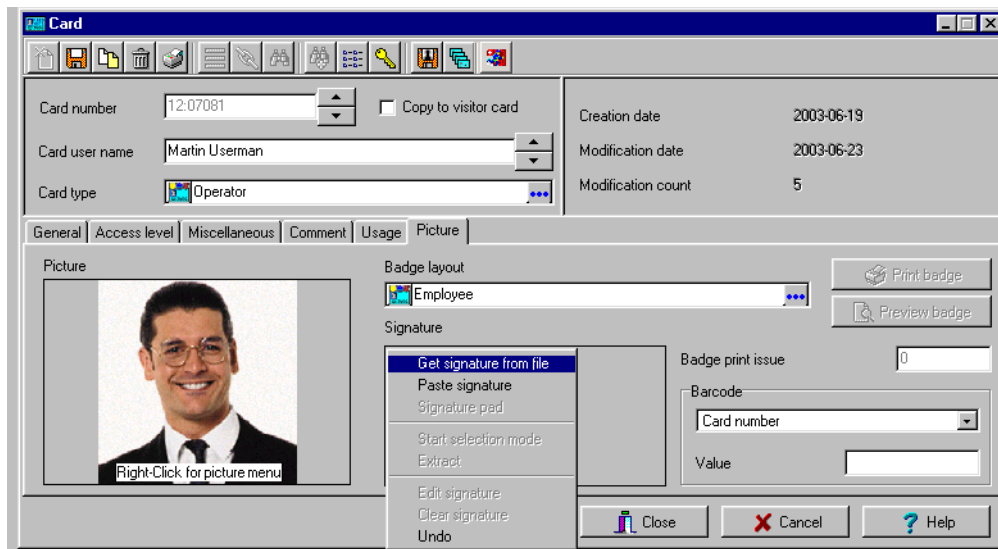 Card
Card number
12:07081
Copy to visitor card
Card user name
Martin Userman
Card type
Operator
Creation date 2003-06-19
Modification date 2003-06-23
Modification count 5
General Access level Miscellaneous Comment Usage Picture
Picture
Right-Click for picture menu
Badge layout
Employee
Signature
Get signature from file
Paste signature
Signature pad
Start selection mode
Extract
Edit signature
Clear signature
Undo
Print badge
Preview badge
Badge print issue 0
Barcode
Card number
Value
Close Cancel Help